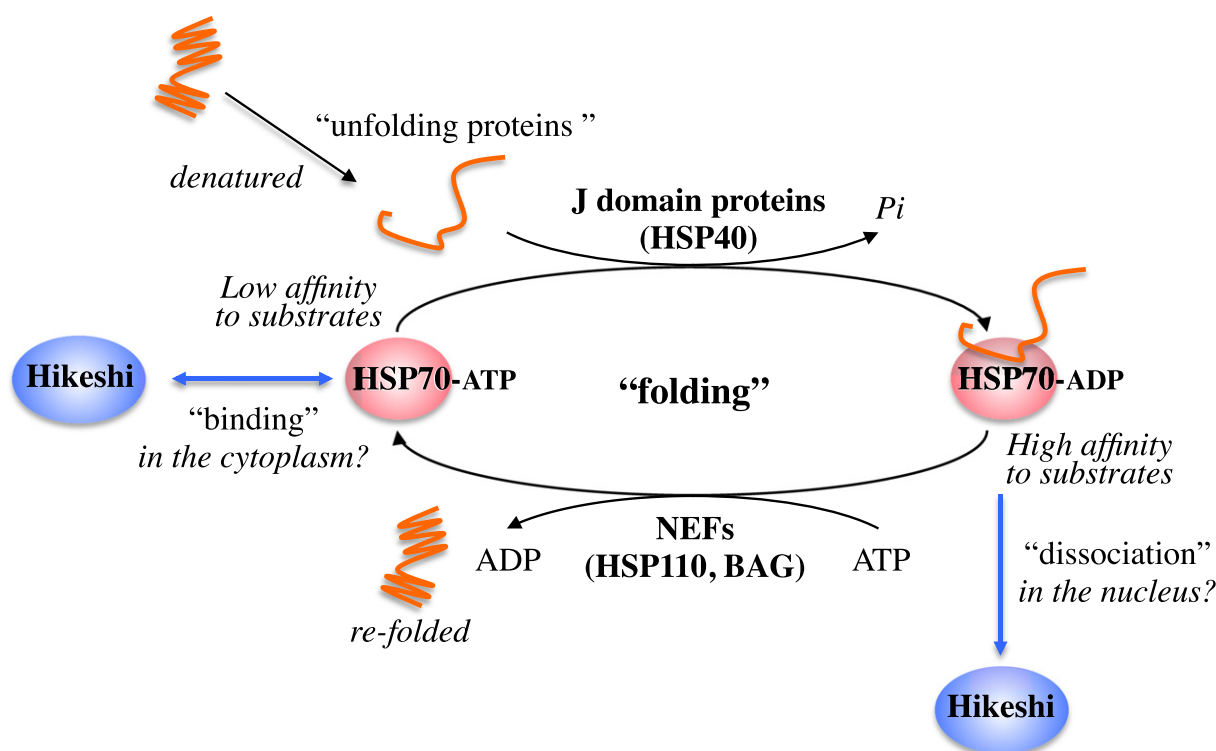 “unfolding proteins ”
denatured
J domain proteins
(HSP40)
Pi
Low affinity
to substrates
Hikeshi
HSP70-ATP
“folding”
HSP70-ADP
“binding”
in the cytoplasm?
High affinity
to substrates
ADP
NEFs
(HSP110, BAG)
ATP
“dissociation”
in the nucleus?
re-folded
Hikeshi